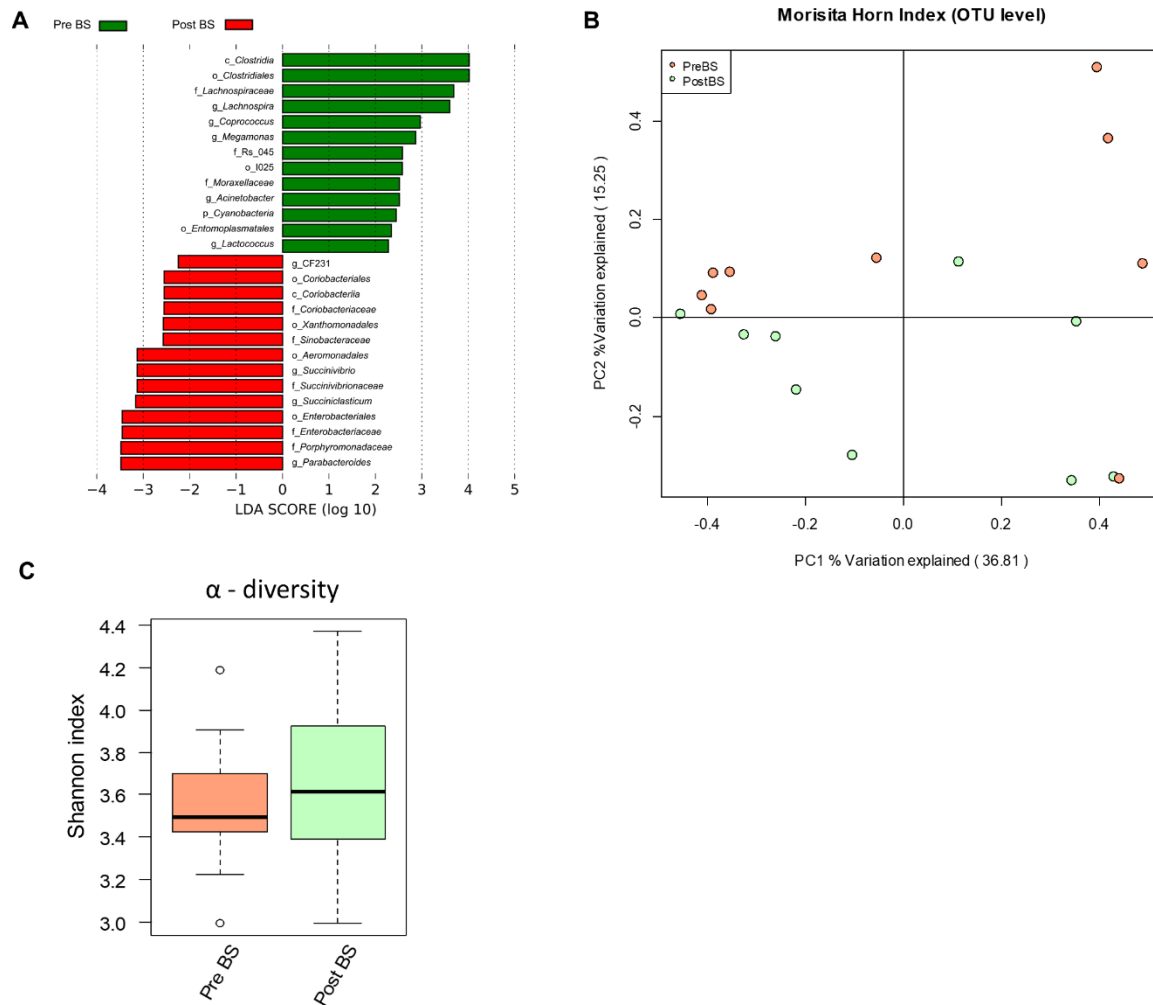 A
Pre BS
Post BS
c_Clostridia
o_Clostridiales
f_Lachnospiraceae
g_Lachnospira
g_Coprococcus
g_Megamonas
f_Rs_045
o_I025
f_Moraxellaceae
g_Acinetobacter
p_Cyanobacteria
o_Entomoplasmatales
g_Lactococcus
g_CF231
o_Coriobacteriales
c_Coriobacteriia
f_Coriobacteriaceae
o_Xanthomonadales
f_Sinobacteraceae
o_Aeromonadales
g_Succinivibrio
f_Succinivibrionaceae
g_Succiniclasticum
o_Enterobacteriales
f_Enterobacteriaceae
f_Porphyromonadaceae
g_Parabacteroides
−4 −3 −2 −1 0 1 2 3 4 5
LDA SCORE (log 10)
B
Morisita Horn Index (OTU level)
PreBS
PostBS
PC2 %Variation explained ( 15.25 )
0.4
0.2
0.0
-0.2
-0.4 -0.2 0.0 0.2 0.4
PC1 % Variation explained ( 36.81 )
C
α - diversity
Shannon index
4.4
4.2
4.0
3.8
3.6
3.4
3.2
3.0
Pre BS
Post BS